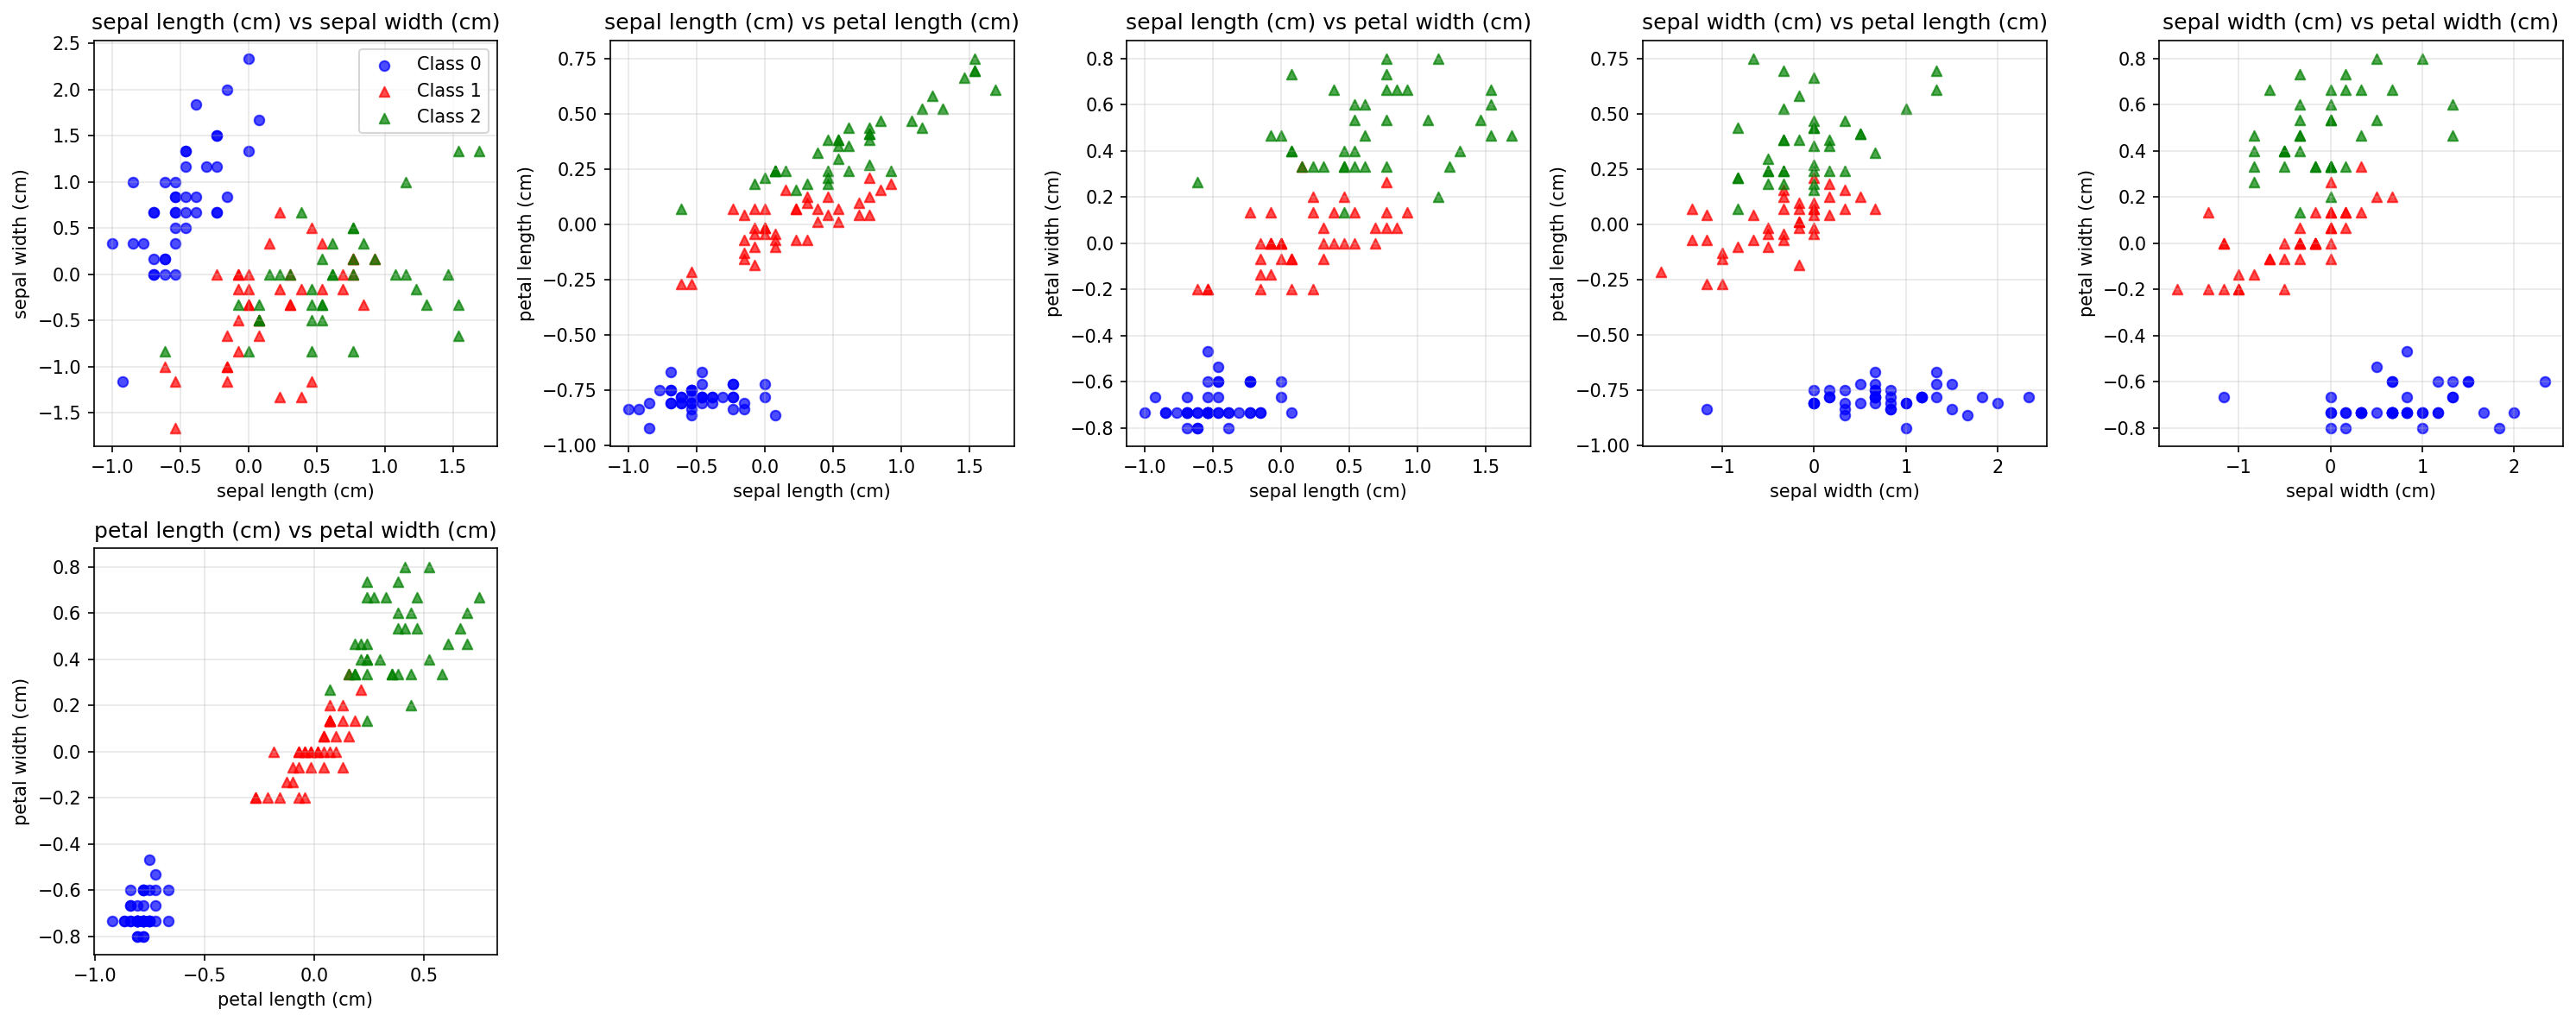 sepal length (cm) vs sepal width (cm)
2.5
2.0
1.5
1.0
0.5
0.0
−0.5
−1.0
−1.5
sepal width (cm)
Class 0
Class 1
Class 2
−1.0 −0.5 0.0 0.5 1.0 1.5
sepal length (cm)
sepal length (cm) vs petal length (cm)
0.75
0.50
0.25
0.00
−0.25
−0.50
−0.75
−1.00
petal length (cm)
−1.0 −0.5 0.0 0.5 1.0 1.5
sepal length (cm)
sepal length (cm) vs petal width (cm)
0.8
0.6
0.4
0.2
0.0
−0.2
−0.4
−0.6
−0.8
petal width (cm)
−1.0 −0.5 0.0 0.5 1.0 1.5
sepal length (cm)
sepal width (cm) vs petal length (cm)
0.75
0.50
0.25
0.00
−0.25
−0.50
−0.75
−1.00
petal length (cm)
−1 0 1 2
sepal width (cm)
sepal width (cm) vs petal width (cm)
0.8
0.6
0.4
0.2
0.0
−0.2
−0.4
−0.6
−0.8
petal width (cm)
−1 0 1 2
sepal width (cm)
petal length (cm) vs petal width (cm)
0.8
0.6
0.4
0.2
0.0
−0.2
−0.4
−0.6
−0.8
petal width (cm)
−1.0 −0.5 0.0 0.5
petal length (cm)